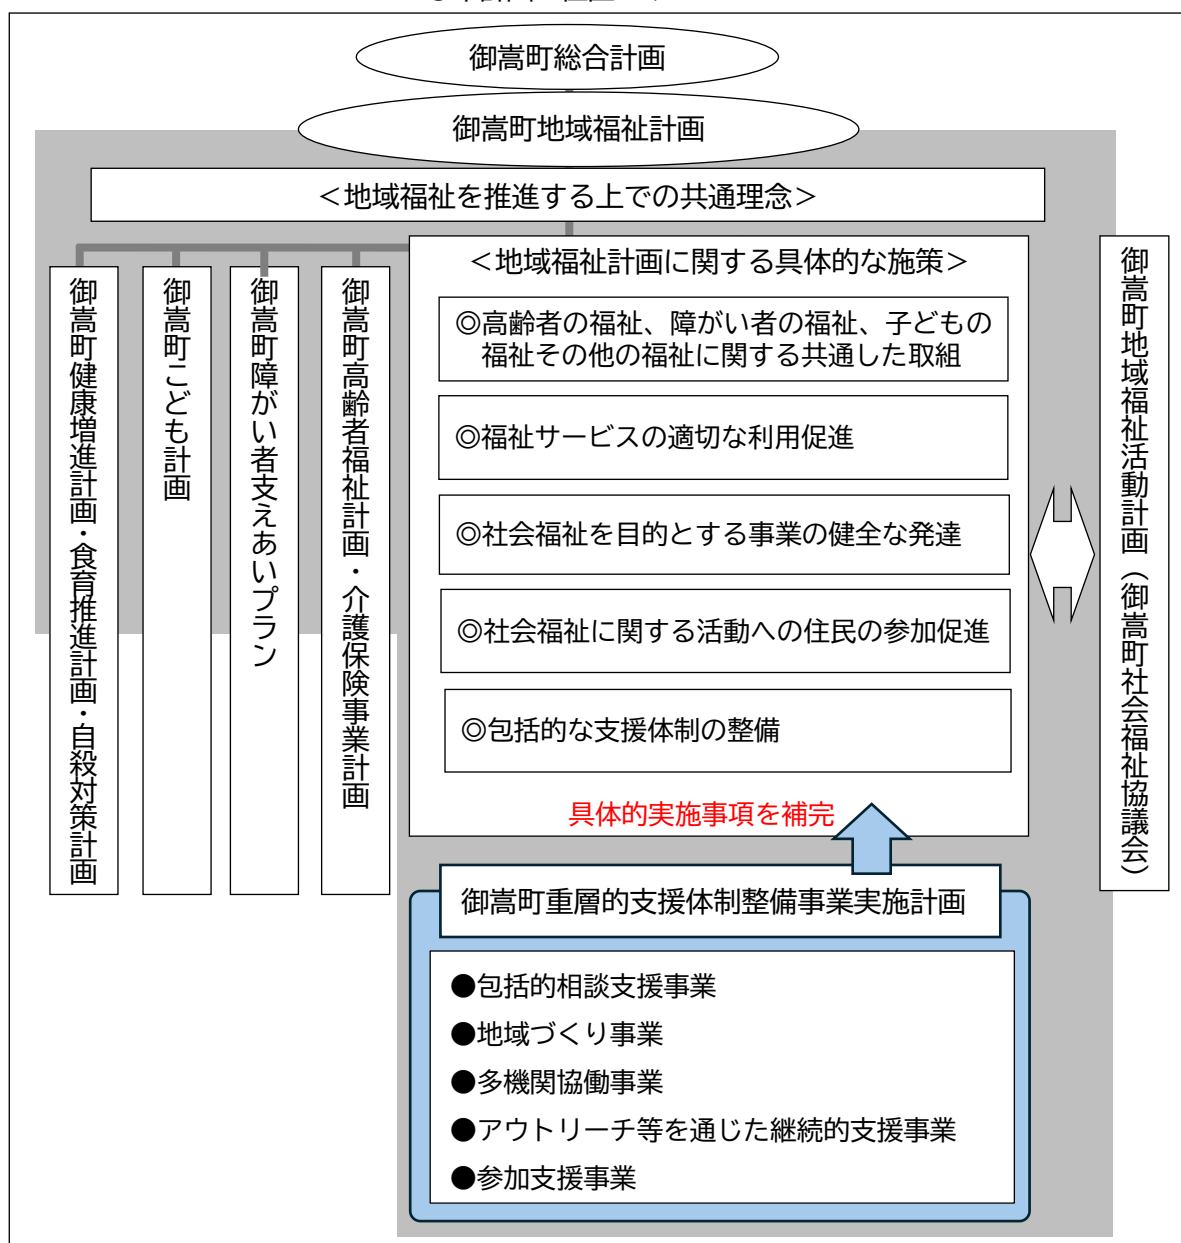 御嵩町総合計画
御嵩町地域福祉計画
＜地域福祉を推進する上での共通理念＞
御嵩町健康増進計画・食育推進計画・自殺対策計画
御嵩町こども計画
御嵩町障がい者支えあいプラン
御嵩町高齢者福祉計画・介護保険事業計画
＜地域福祉計画に関する具体的な施策＞
◎高齢者の福祉、障がい者の福祉、子どもの
福祉その他の福祉に関する共通した取組
◎福祉サービスの適切な利用促進
◎社会福祉を目的とする事業の健全な発達
◎社会福祉に関する活動への住民の参加促進
◎包括的な支援体制の整備
具体的実施事項を補完
御嵩町地域福祉活動計画（御嵩町社会福祉協議会）
御嵩町重層的支援体制整備事業実施計画
●包括的相談支援事業
●地域づくり事業
●多機関協働事業
●アウトリーチ等を通じた継続的支援事業
●参加支援事業